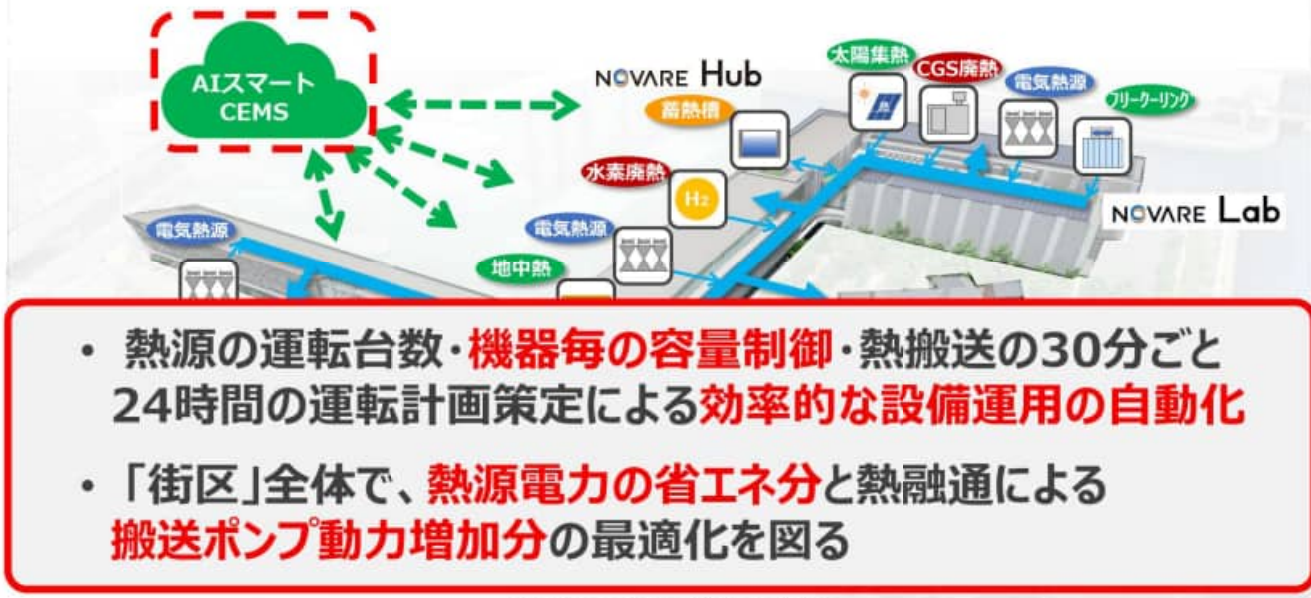 AIスマート
CEMS
NOVARE Hub
蓄熱槽
太陽集熱
CGS廃熱
電気熱源
フリークーリング
水素廃熱
H2
NOVARE Lab
電気熱源
電気熱源
地中熱
• 熱源の運転台数・機器毎の容量制御・熱搬送の30分ごと
24時間の運転計画策定による効率的な設備運用の自動化
• 「街区」全体で、熱源電力の省エネ分と熱融通による
搬送ポンプ動力増加分の最適化を図る